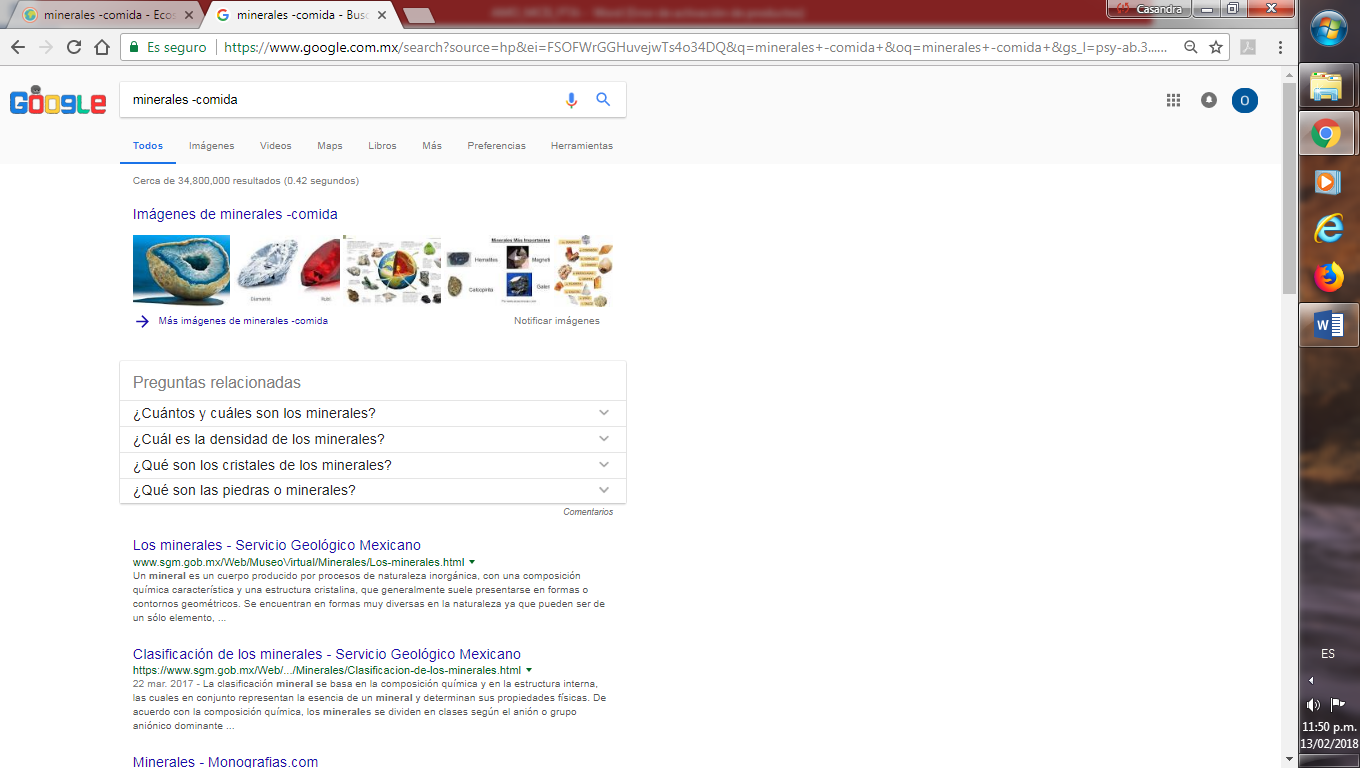 minerales -comida - Ecos
minerales -comida - Busc
Casandra
Es seguro
https://www.google.com.mx/search?source=hp&ei=FSOFWrGGHuvejwTs4o34DQ&q=minerales+-comida+&oq=minerales+-comida+&gs_l=psy-ab.3......
Google
minerales -comida
O
Todos
Imágenes
Videos
Maps
Libros
Más
Preferencias
Herramientas
Cerca de 34,800,000 resultados (0.42 segundos)
Imágenes de minerales -comida
Minerales Más Importantes
Hematites
Magneti
Calcopirita
Galen
Diamante
Rubí
Más imágenes de minerales -comida
Notificar imágenes
Preguntas relacionadas
¿Cuántos y cuáles son los minerales?
¿Cuál es la densidad de los minerales?
¿Qué son los cristales de los minerales?
¿Qué son las piedras o minerales?
Comentarios
Los minerales - Servicio Geológico Mexicano
www.sgm.gob.mx/Web/MuseoVirtual/Minerales/Los-minerales.html
Un mineral es un cuerpo producido por procesos de naturaleza inorgánica, con una composición
química característica y una estructura cristalina, que generalmente suele presentarse en formas o
contornos geométricos. Se encuentran en formas muy diversas en la naturaleza ya que pueden ser de
un sólo elemento, ...
Clasificación de los minerales - Servicio Geológico Mexicano
https://www.sgm.gob.mx/Web/.../Minerales/Clasificacion-de-los-minerales.html
22 mar. 2017 - La clasificación mineral se basa en la composición química y en la estructura interna,
las cuales en conjunto representan la esencia de un mineral y determinan sus propiedades físicas. De
acuerdo con la composición química, los minerales se dividen en clases según el anión o grupo
aniónico dominante ...
Minerales - Monografias.com
W
ES
11:50 p.m.
13/02/2018